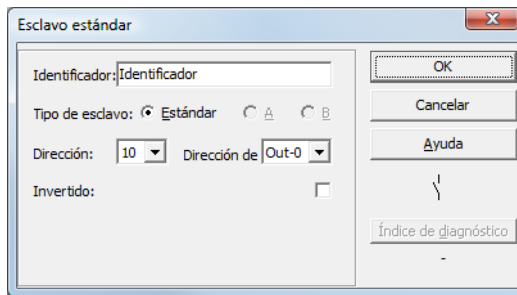 Esclavo estándar
Identificador: Identificador
Tipo de esclavo: Estándar A B
Dirección: 10 Dirección de Out-0
Invertido:
OK
Cancelar
Ayuda
Índice de diagnóstico
-